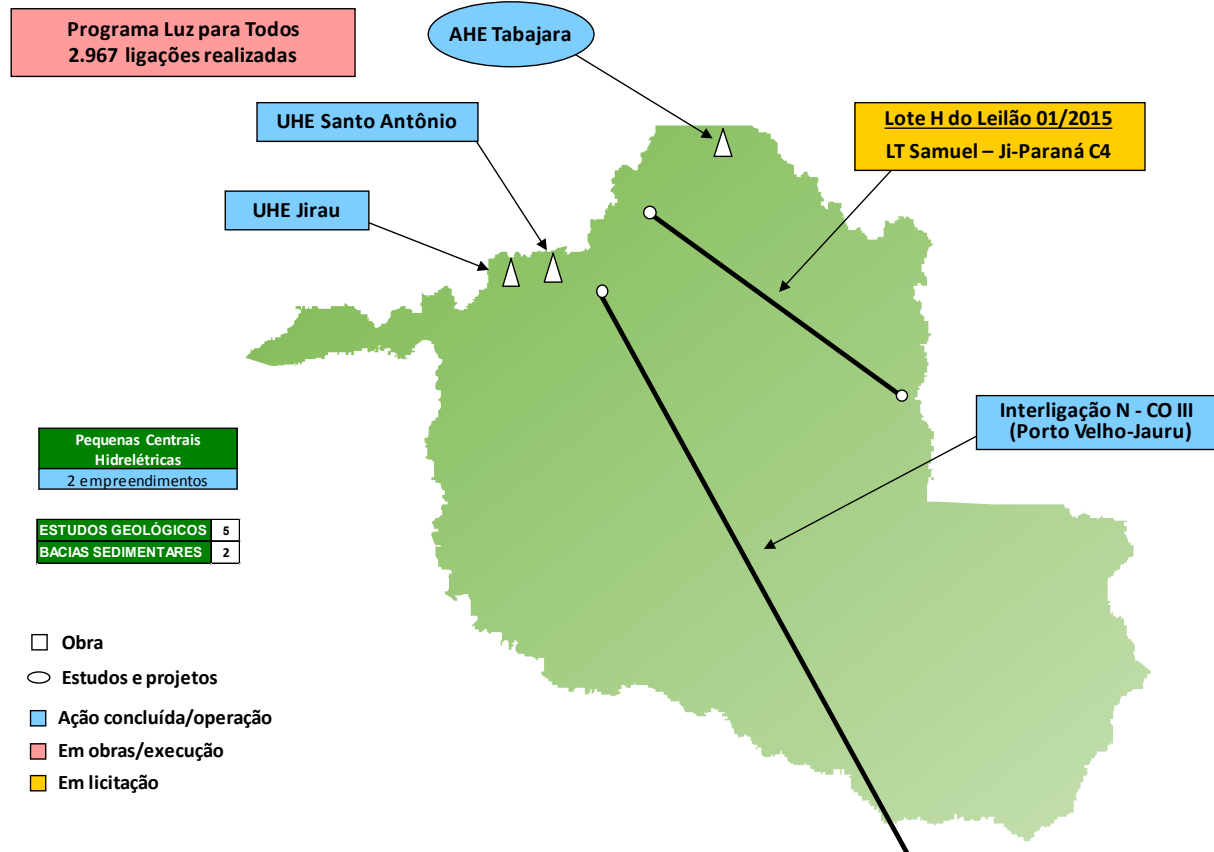 Programa Luz para Todos
2.967 ligações realizadas
AHE Tabajara
UHE Santo Antônio
Lote H do Leilão 01/2015
LT Samuel – Ji-Paraná C4
UHE Jirau
Interligação N - CO III
(Porto Velho-Jauru)
Pequenas Centrais
Hidrelétricas
2 empreendimentos
ESTUDOS GEOLÓGICOS 5
BACIAS SEDIMENTARES 2
Obra
Estudos e projetos
Ação concluída/operação
Em obras/execução
Em licitação